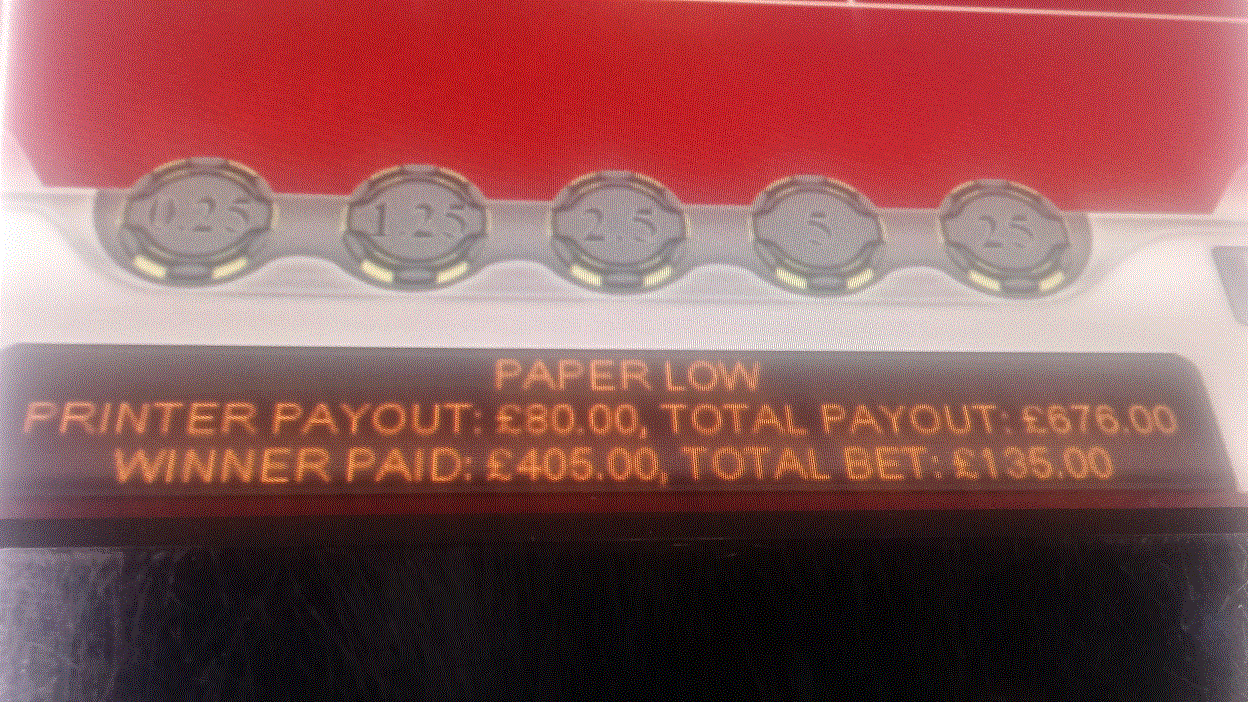 0.25 1.25 2.5 5 25
PAPER LOW
PRINTER PAYOUT: £80.00, TOTAL PAYOUT: £676.00
WINNER PAID: £405.00, TOTAL BET: £135.00